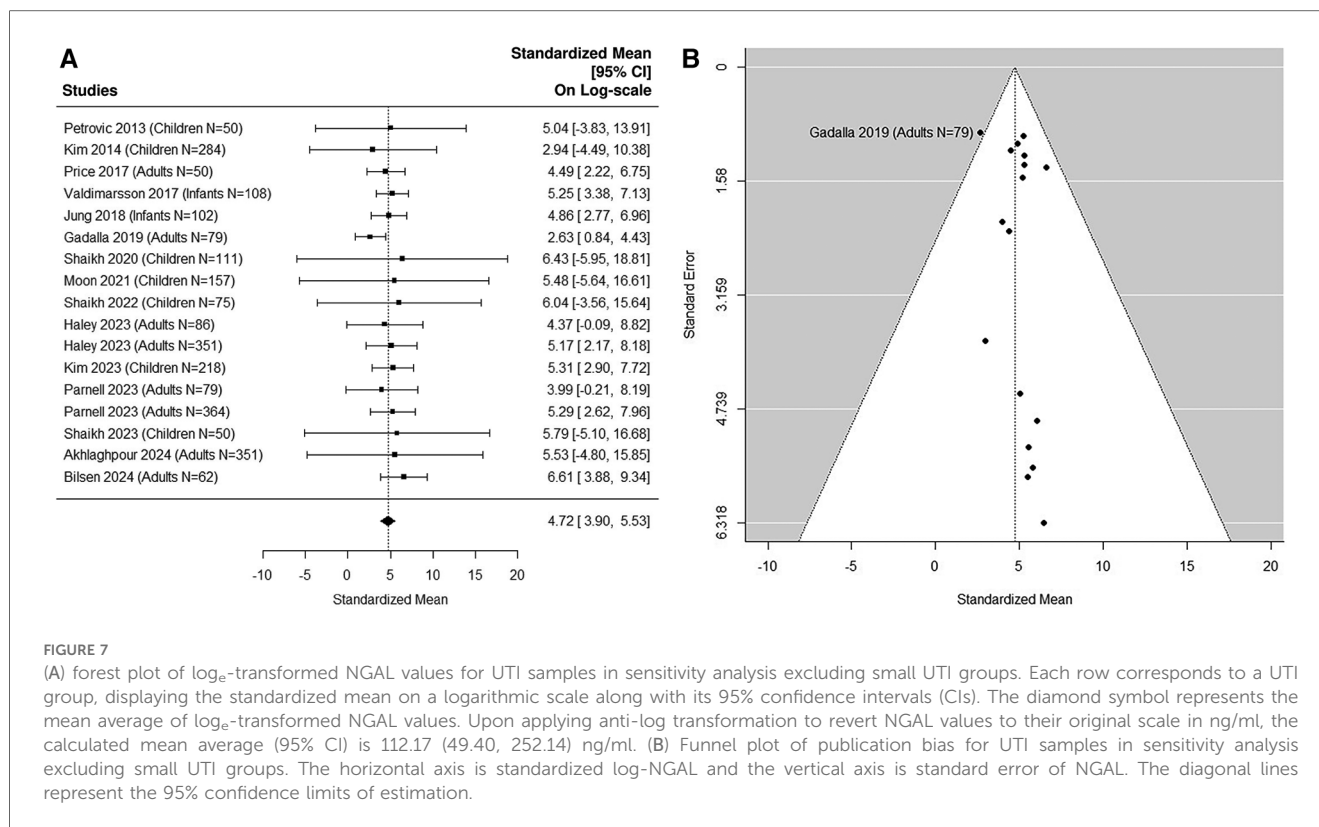 A
Standardized Mean
[95% CI]
Studies On Log-scale
Petrovic 2013 (Children N=50) 5.04 [-3.83, 13.91]
Kim 2014 (Children N=284) 2.94 [-4.49, 10.38]
Price 2017 (Adults N=50) 4.49 [ 2.22, 6.75]
Valdimarsson 2017 (Infants N=108) 5.25 [ 3.38, 7.13]
Jung 2018 (Infants N=102) 4.86 [ 2.77, 6.96]
Gadalla 2019 (Adults N=79) 2.63 [ 0.84, 4.43]
Shaikh 2020 (Children N=111) 6.43 [-5.95, 18.81]
Moon 2021 (Children N=157) 5.48 [-5.64, 16.61]
Shaikh 2022 (Children N=75) 6.04 [-3.56, 15.64]
Haley 2023 (Adults N=86) 4.37 [-0.09, 8.82]
Haley 2023 (Adults N=351) 5.17 [ 2.17, 8.18]
Kim 2023 (Children N=218) 5.31 [ 2.90, 7.72]
Parnell 2023 (Adults N=79) 3.99 [-0.21, 8.19]
Parnell 2023 (Adults N=364) 5.29 [ 2.62, 7.96]
Shaikh 2023 (Children N=50) 5.79 [-5.10, 16.68]
Akhlaghpour 2024 (Adults N=351) 5.53 [-4.80, 15.85]
Bilsen 2024 (Adults N=62) 6.61 [ 3.88, 9.34]
4.72 [ 3.90, 5.53]
-10 -5 0 5 10 15 20
Standardized Mean
B
0
1.58
3.159
4.739
6.318
Standard Error
Gadalla 2019 (Adults N=79)
-10 -5 0 5 10 15 20
Standardized Mean
FIGURE 7
(A) forest plot of loge-transformed NGAL values for UTI samples in sensitivity analysis excluding small UTI groups. Each row corresponds to a UTI
group, displaying the standardized mean on a logarithmic scale along with its 95% confidence intervals (CIs). The diamond symbol represents the
mean average of loge-transformed NGAL values. Upon applying anti-log transformation to revert NGAL values to their original scale in ng/ml, the
calculated mean average (95% CI) is 112.17 (49.40, 252.14) ng/ml. (B) Funnel plot of publication bias for UTI samples in sensitivity analysis
excluding small UTI groups. The horizontal axis is standardized log-NGAL and the vertical axis is standard error of NGAL. The diagonal lines
represent the 95% confidence limits of estimation.